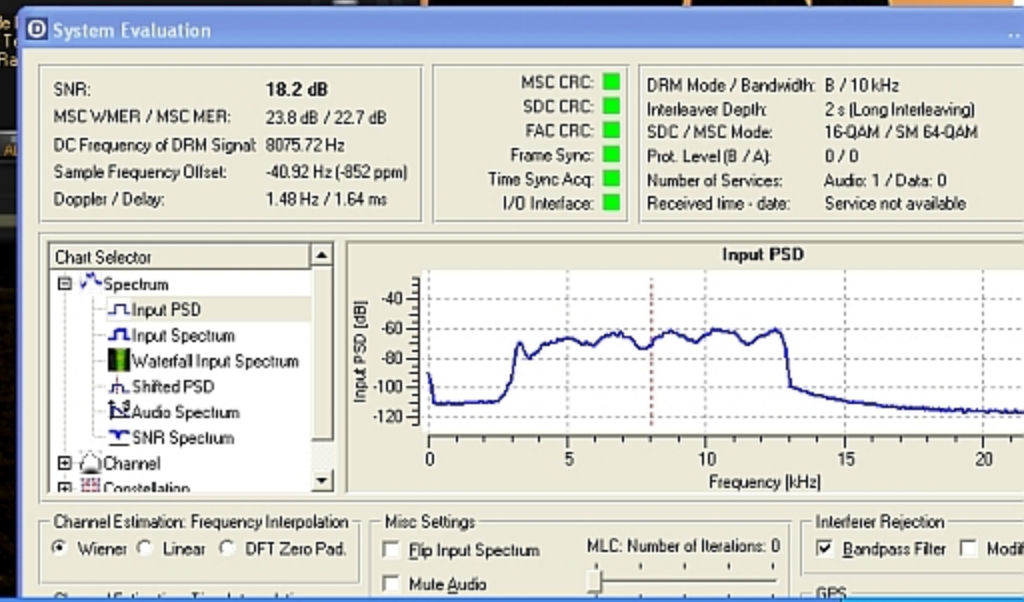 System Evaluation
SNR: 18.2 dB
MSC WMER / MSC MER: 23.8 dB / 22.7 dB
DC Frequency of DRM Signal: 8075.72 Hz
Sample Frequency Offset: -40.92 Hz (-852 ppm)
Doppler / Delay: 1.48 Hz / 1.64 ms
MSC CRC:
SDC CRC:
FAC CRC:
Frame Sync:
Time Sync Acq:
I/O Interface:
DRM Mode / Bandwidth: B / 10 kHz
Interleaver Depth: 2 s (Long Interleaving)
SDC / MSC Mode: 16-QAM / SM 64-QAM
Prot. Level (B / A): 0 / 0
Number of Services: Audio: 1 / Data: 0
Received time - date: Service not available
Chart Selector
Spectrum
Input PSD
Input Spectrum
Waterfall Input Spectrum
Shifted PSD
Audio Spectrum
SNR Spectrum
Channel
Constellation
Input PSD
Input PSD [dB]
-40
-60
-80
-100
-120
0 5 10 15 20
Frequency [kHz]
Channel Estimation: Frequency Interpolation
Wiener Linear DFT Zero Pad.
Misc Settings
Flip Input Spectrum
Mute Audio
MLC: Number of Iterations: 0
Interferer Rejection
Bandpass Filter Modif
GPS